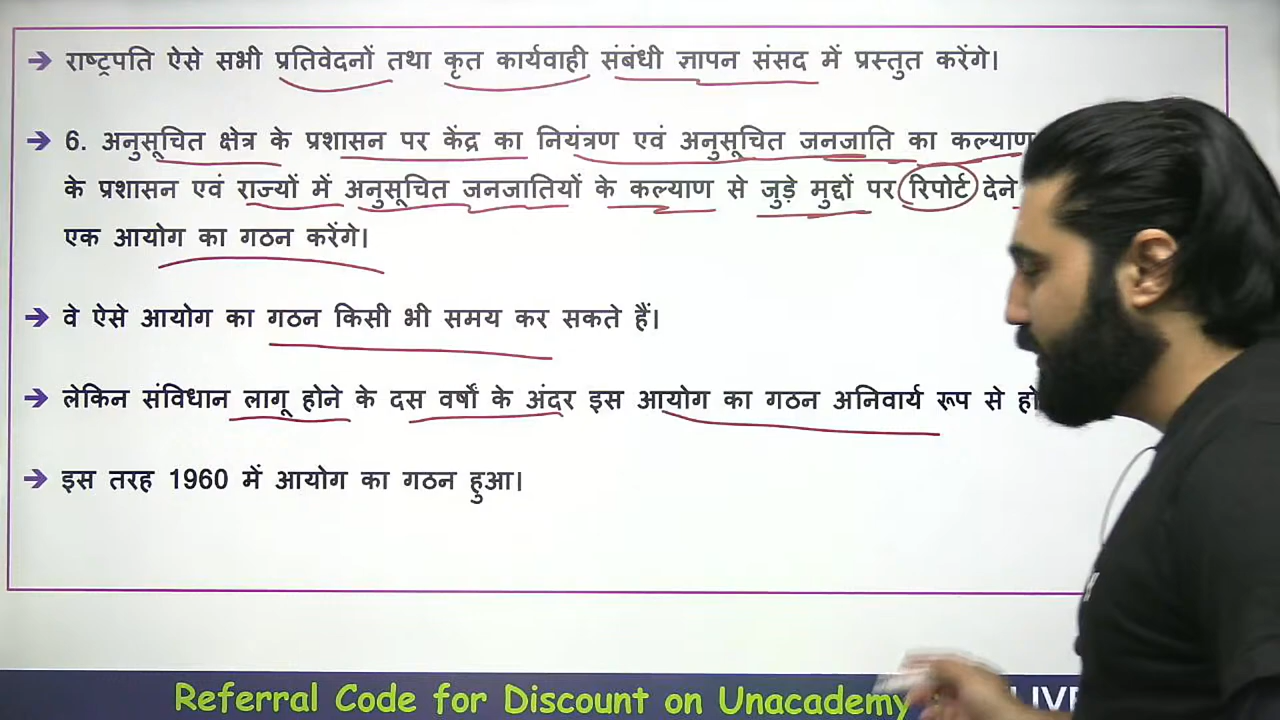 → राष्ट्रपति ऐसे सभी प्रतिवेदनों तथा कृत कार्यवाही संबंधी ज्ञापन संसद में प्रस्तुत करेंगे।
→ 6. अनुसूचित क्षेत्र के प्रशासन पर केंद्र का नियंत्रण एवं अनुसूचित जनजाति का कल्याण
के प्रशासन एवं राज्यों में अनुसूचित जनजातियों के कल्याण से जुड़े मुद्दों पर रिपोर्ट देने
एक आयोग का गठन करेंगे।
→ वे ऐसे आयोग का गठन किसी भी समय कर सकते हैं।
→ लेकिन संविधान लागू होने के दस वर्षों के अंदर इस आयोग का गठन अनिवार्य रूप से
→ इस तरह 1960 में आयोग का गठन हुआ।
Referral Code for Discount on Unacademy LIVE